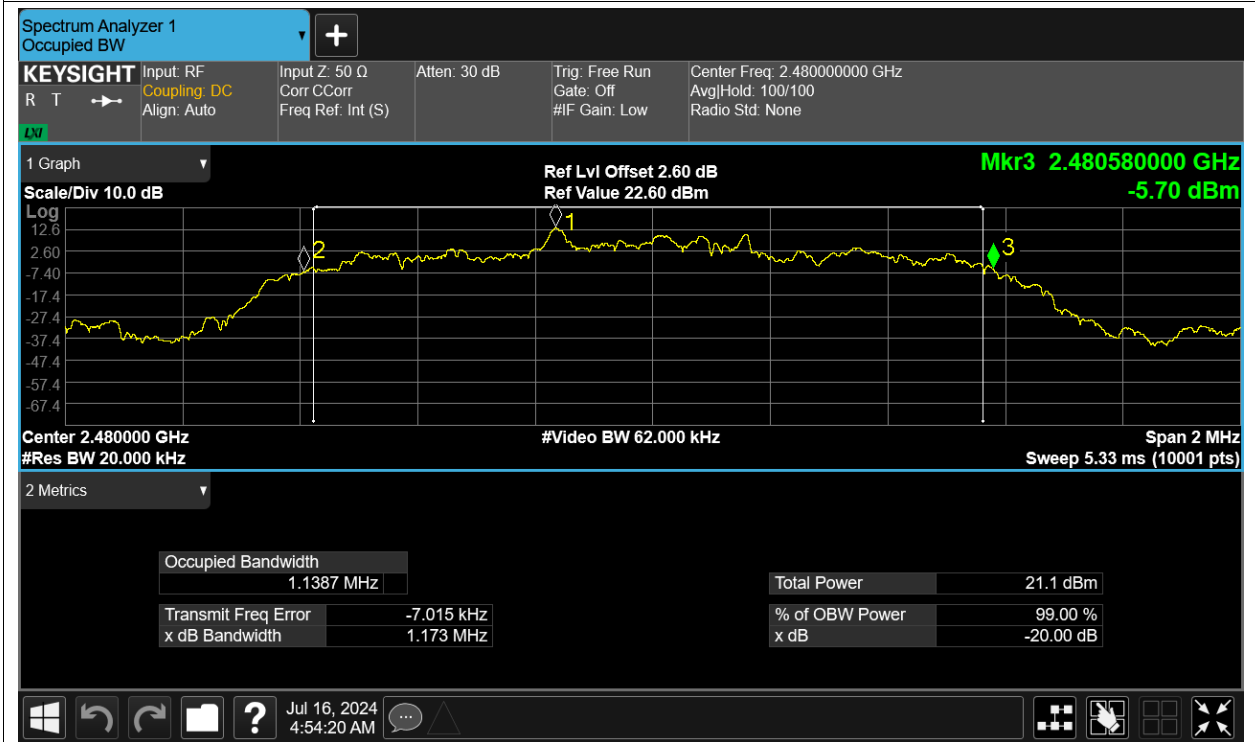 Spectrum Analyzer 1
Occupied BW
KEYSIGHT
R T
LXI
Input: RF
Coupling: DC
Align: Auto
Input Z: 50 Ω
Corr CCorr
Freq Ref: Int (S)
Atten: 30 dB
Trig: Free Run
Gate: Off
#IF Gain: Low
Center Freq: 2.480000000 GHz
Avg|Hold: 100/100
Radio Std: None
1 Graph
Scale/Div 10.0 dB
Ref Lvl Offset 2.60 dB
Ref Value 22.60 dBm
Mkr3 2.480580000 GHz
-5.70 dBm
Log
12.6
2.60
-7.40
-17.4
-27.4
-37.4
-47.4
-57.4
-67.4
1
2
3
Center 2.480000 GHz
#Video BW 62.000 kHz
Span 2 MHz
#Res BW 20.000 kHz
Sweep 5.33 ms (10001 pts)
2 Metrics
Occupied Bandwidth
1.1387 MHz
Transmit Freq Error -7.015 kHz
x dB Bandwidth 1.173 MHz
Total Power 21.1 dBm
% of OBW Power 99.00 %
x dB -20.00 dB
?
Jul 16, 2024
4:54:20 AM